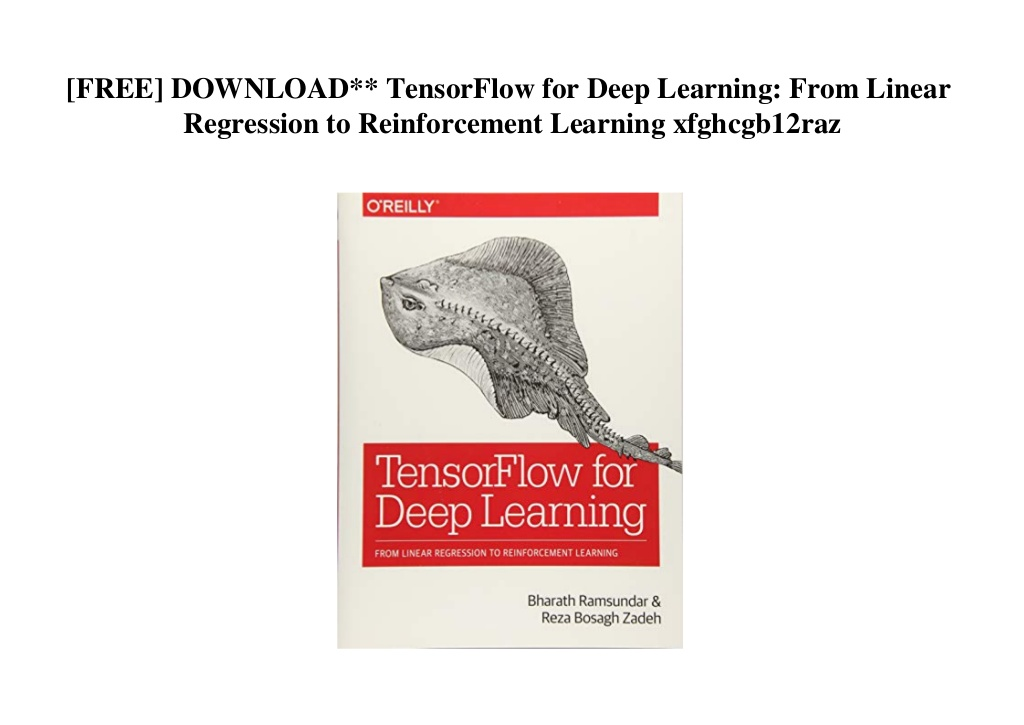 [FREE] DOWNLOAD** TensorFlow for Deep Learning: From Linear
Regression to Reinforcement Learning xfghcgb12raz
O'REILLY®
TensorFlow for
Deep Learning
FROM LINEAR REGRESSION TO REINFORCEMENT LEARNING
Bharath Ramsundar &
Reza Bosagh Zadeh